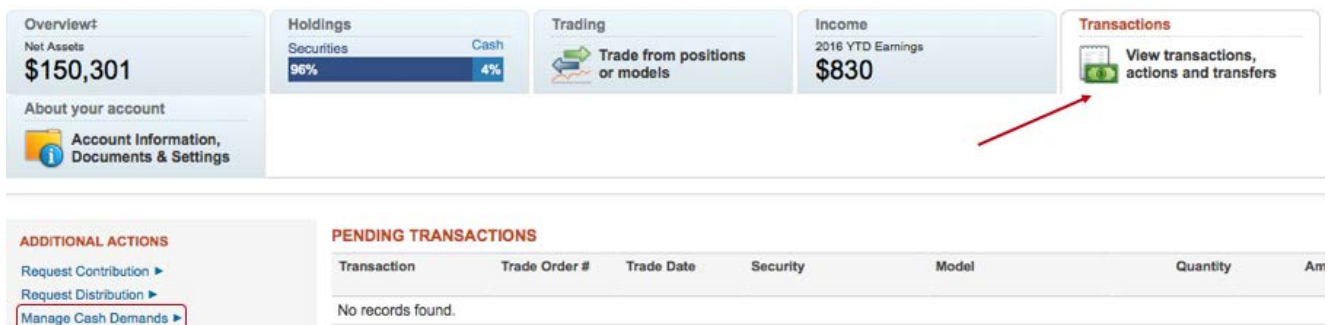 Overview‡
Net Assets
$150,301
Holdings
Securities Cash
96% 4%
Trading
Trade from positions
or models
Income
2016 YTD Earnings
$830
Transactions
View transactions,
actions and transfers
About your account
Account Information,
Documents & Settings
ADDITIONAL ACTIONS
Request Contribution ►
Request Distribution ►
Manage Cash Demands ►
PENDING TRANSACTIONS
Transaction Trade Order # Trade Date Security Model Quantity Am
No records found.